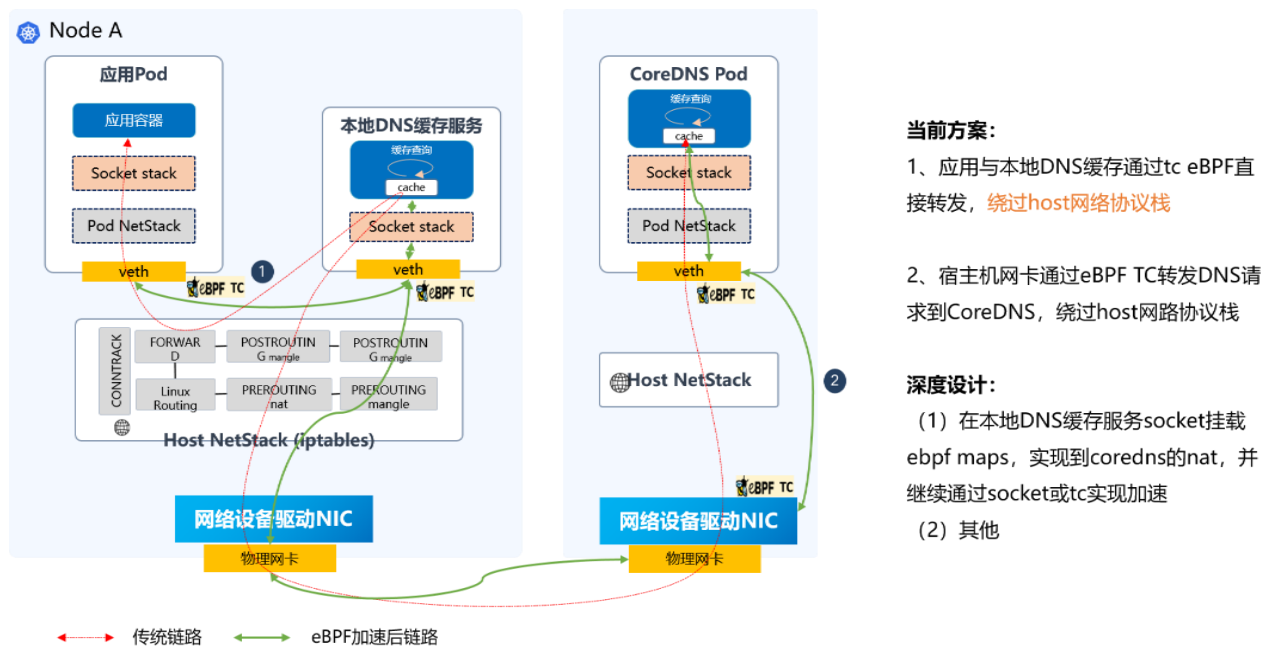 Node A
应用Pod
应用容器
Socket stack
Pod NetStack
veth
eBPF TC
1
本地DNS缓存服务
缓存查询
cache
Socket stack
veth
eBPF TC
CONNTRACK
FORWAR
D
POSTROUTIN
G mangle
POSTROUTIN
G mangle
Linux
Routing
PREROUTING
nat
PREROUTING
mangle
Host NetStack (iptables)
网络设备驱动NIC
物理网卡
CoreDNS Pod
缓存查询
cache
Socket stack
Pod NetStack
veth
eBPF TC
Host NetStack
2
eBPF TC
网络设备驱动NIC
物理网卡
传统链路
eBPF加速后链路
当前方案：
1、应用与本地DNS缓存通过tc eBPF直
接转发，绕过host网络协议栈
2、宿主机网卡通过eBPF TC转发DNS请
求到CoreDNS，绕过host网路协议栈
深度设计：
（1）在本地DNS缓存服务socket挂载
ebpf maps，实现到coredns的nat，并
继续通过socket或tc实现加速
（2）其他